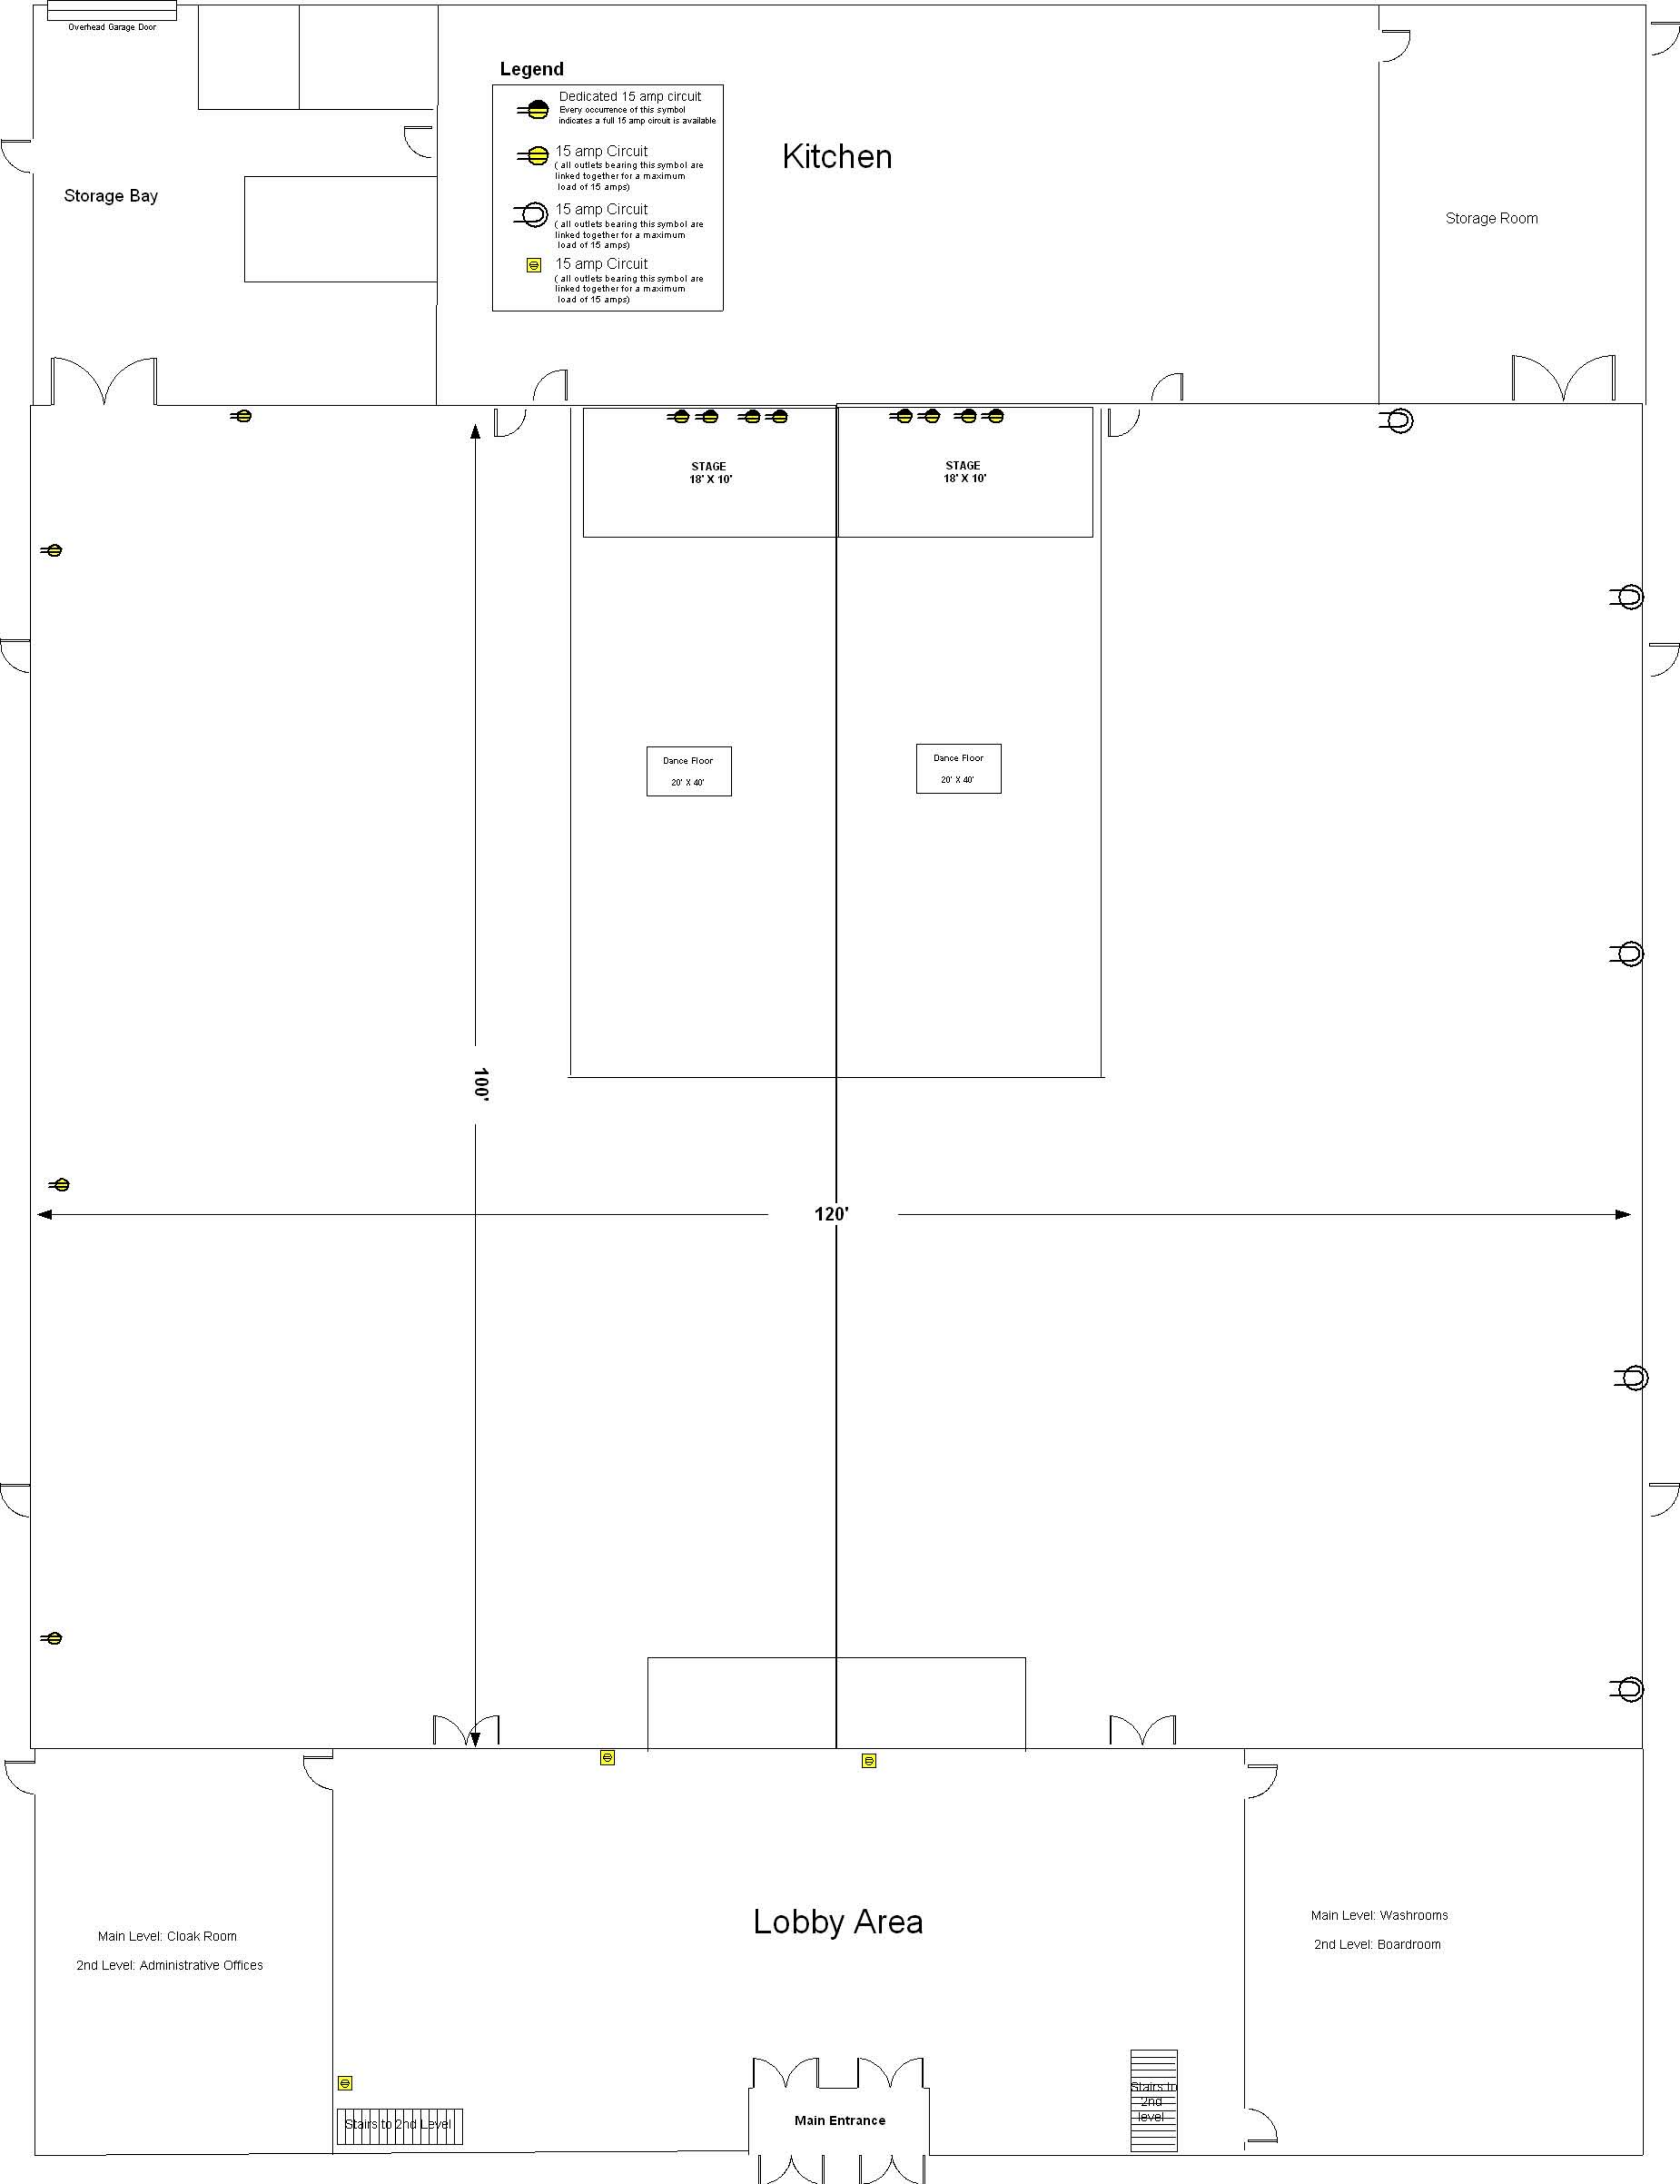 Overhead Garage Door
Legend
Dedicated 15 amp circuit
Every occurrence of this symbol
indicates a full 15 amp circuit is available
15 amp Circuit
( all outlets bearing this symbol are
linked together for a maximum
load of 15 amps)
15 amp Circuit
( all outlets bearing this symbol are
linked together for a maximum
load of 15 amps)
15 amp Circuit
( all outlets bearing this symbol are
linked together for a maximum
load of 15 amps)
Kitchen
Storage Bay
Storage Room
STAGE
18' X 10'
STAGE
18' X 10'
Dance Floor
20' X 40'
Dance Floor
20' X 40'
100'
120'
Lobby Area
Main Level: Cloak Room
2nd Level: Administrative Offices
Main Level: Washrooms
2nd Level: Boardroom
Stairs to 2nd Level
Main Entrance
Stairs to
2nd
level